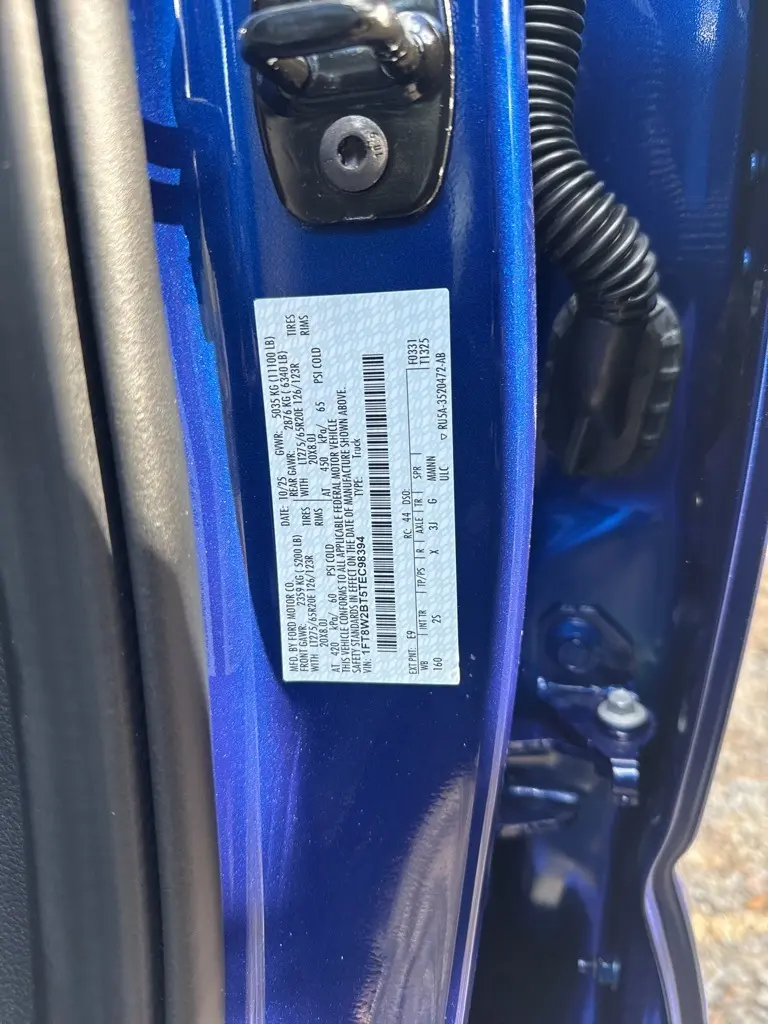 MFD. BY FORD MOTOR CO.
DATE: 10/25 GVWR: 5035 KG (11100 LB)
FRONT GAWR: 2359 KG (5200 LB) REAR GAWR: 2876 KG (6340 LB)
WITH LT275/65R20E 126/123R TIRES WITH LT275/65R20E 126/123R TIRES
20X8.0J RIMS 20X8.0J RIMS
AT 420 kPa/ 60 PSI COLD AT 450 kPa/ 65 PSI COLD
THIS VEHICLE CONFORMS TO ALL APPLICABLE FEDERAL MOTOR VEHICLE
SAFETY STANDARDS IN EFFECT ON THE DATE OF MANUFACTURE SHOWN ABOVE.
VIN: 1FT8W2BT5TEC98394 TYPE: Truck
EXT PNT: E9 RC: 44 DSO: F0331
WB INT TR TP/PS R AXLE TR SPR T1325
160 2S X 3J G MMNN
ULC ▽ RU5A-3520472-AB